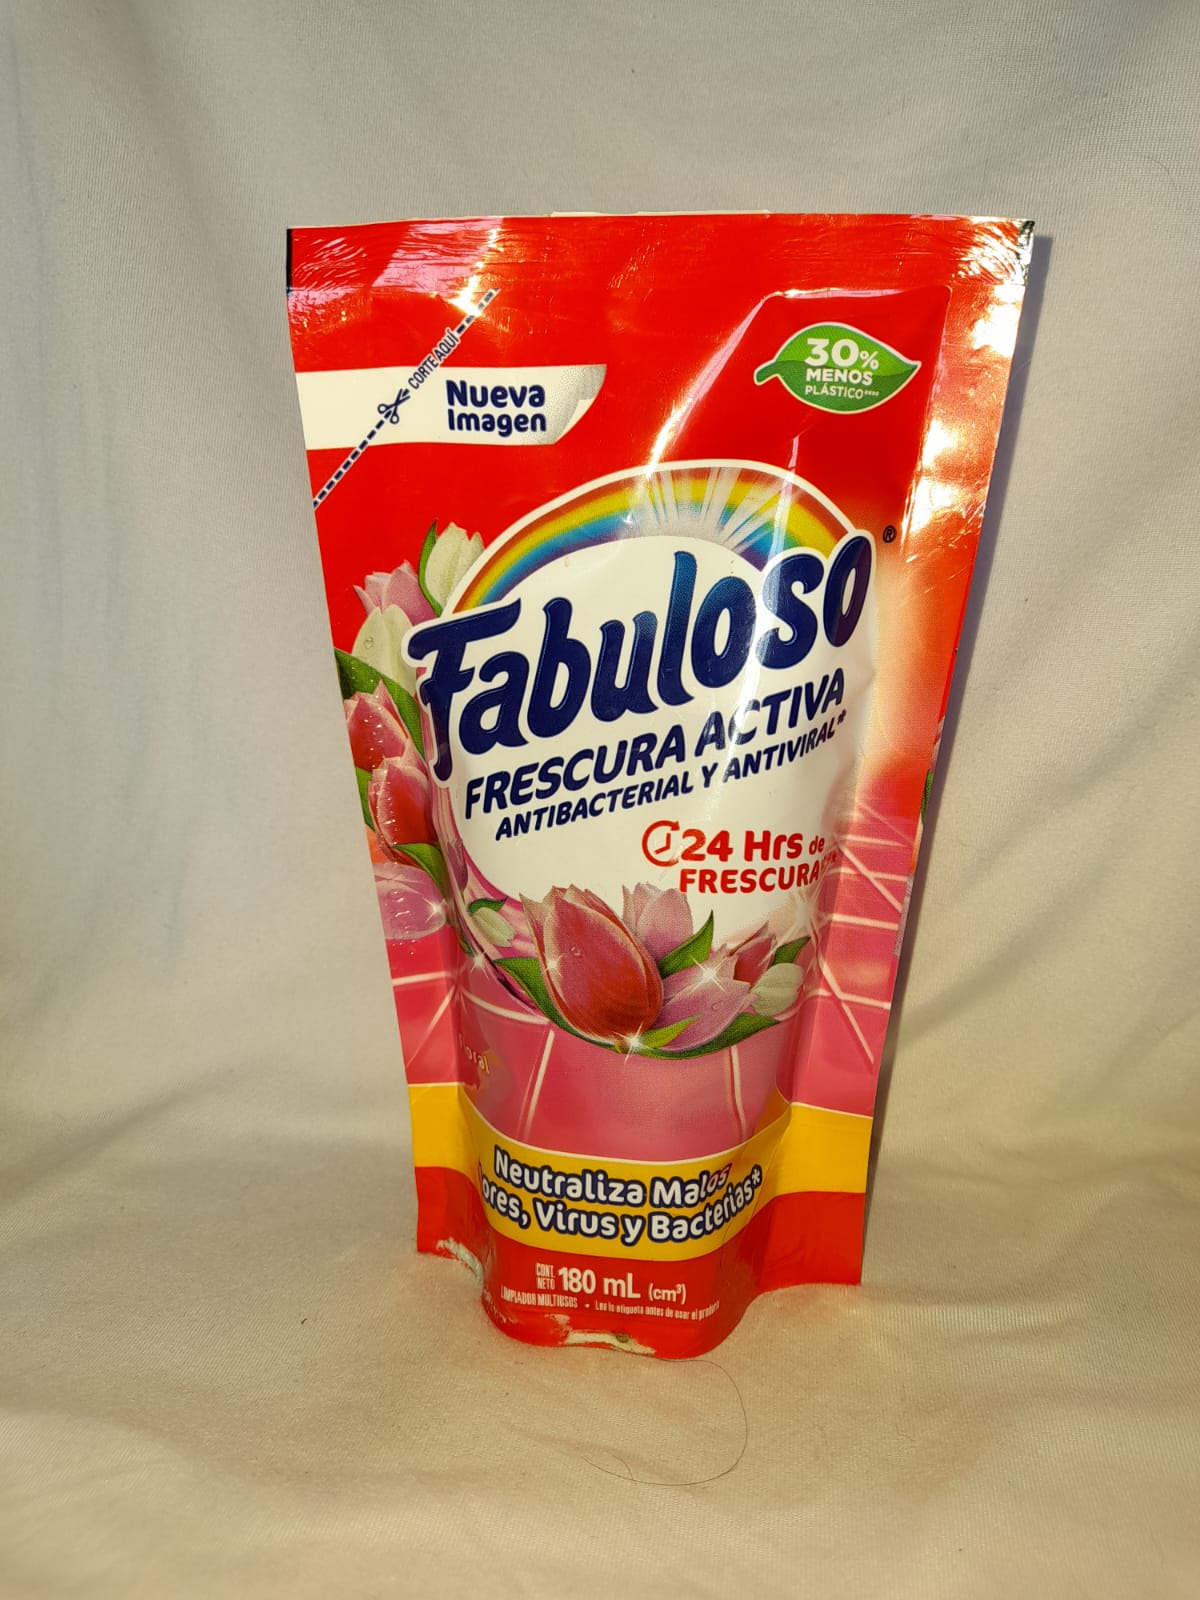 CORTE AQUÍ
Nueva
Imagen
30%
MENOS
PLÁSTICO****
Fabuloso®
FRESCURA ACTIVA
ANTIBACTERIAL Y ANTIVIRAL*
24 Hrs de
FRESCURA
Neutraliza Malos
ores, Virus y Bacterias*
CONT.
NETO 180 mL (cm³)
LIMPIADOR MULTIUSOS • Lea la etiqueta antes de usar el producto